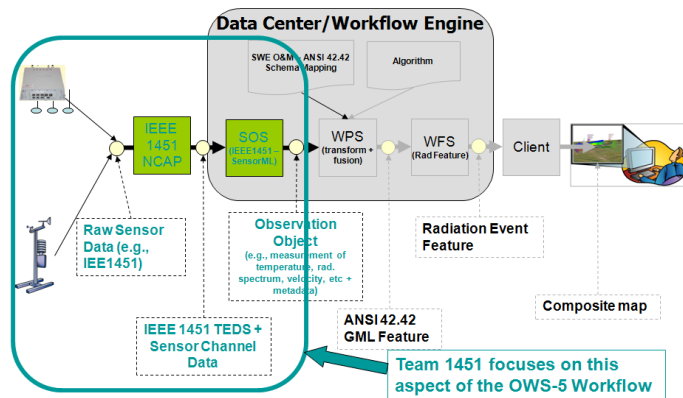 Data Center/Workflow Engine
SWE O&M – ANSI 42.42
Schema Mapping
Algorithm
IEEE
1451
NCAP
SOS
(IEEE1451 –
SensorML)
WPS
(transform +
fusion)
WFS
(Rad Feature)
Client
Raw Sensor
Data (e.g.,
IEE1451)
Observation
Object
(e.g., measurement of
temperature, rad.
spectrum, velocity, etc +
metadata)
Radiation Event
Feature
Composite map
IEEE 1451 TEDS +
Sensor Channel
Data
ANSI 42.42
GML Feature
Team 1451 focuses on this
aspect of the OWS-5 Workflow